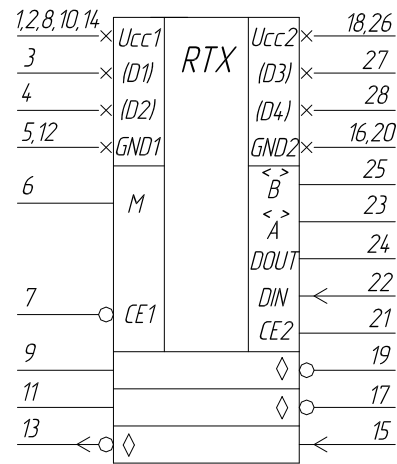 1,2,8,10,14 Ucc1 RTX Ucc2 18,26
3 (D1) (D3) 27
4 (D2) (D4) 28
5,12 GND1 GND2 16,20
6 M < > B 25
< > A 23
DOUT 24
DIN 22
7 CE1 CE2 21
9 19
11 17
13 15